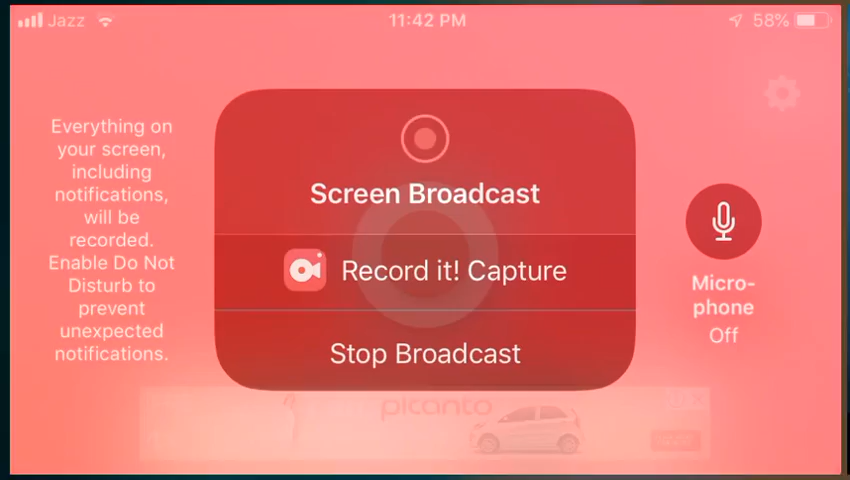 Jazz
11:42 PM
58%
Everything on
your screen,
including
notifications,
will be
recorded.
Enable Do Not
Disturb to
prevent
unexpected
notifications.
Screen Broadcast
Record it! Capture
Stop Broadcast
Micro-
phone
Off
picanto